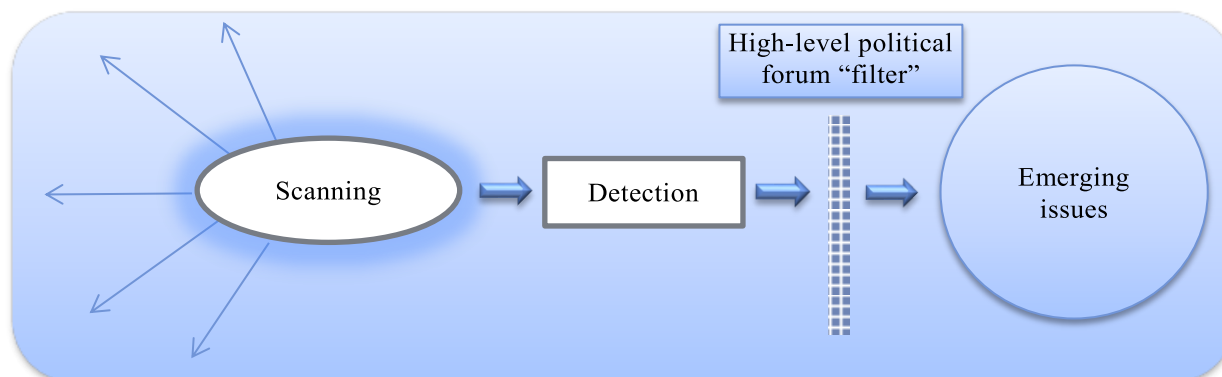 High-level political
forum “filter”
Scanning
Detection
Emerging
issues